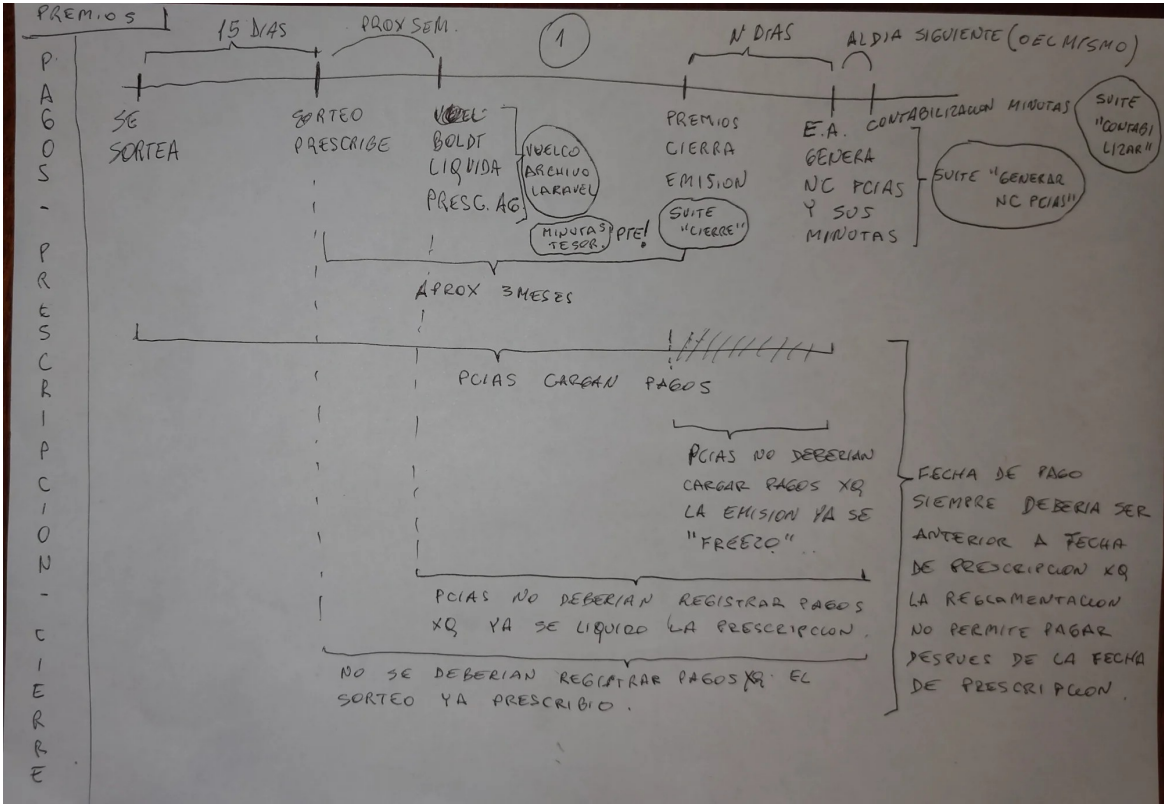 PREMIOS
PAGOS - PRESCRIPCION - CIERRE
15 DIAS
PROX SEM.
1
N DIAS
AL DIA SIGUIENTE (O EL MISMO)
SE
SORTEA
SORTEO
PRESCRIBE
BOLDT
LIQUIDA
PRESC. AG
VUELCO
ARCHIVO
LARAVEL
MINUTAS
TESOR.
PTE!
PREMIOS
CIERRA
EMISION
SUITE
"CIERRE"
E.A.
GENERA
NC PCIAS
Y SUS
MINUTAS
SUITE "GENERAR
NC PCIAS"
CONTABILIZACION MINUTAS
SUITE
"CONTABI
LIZAR"
APROX 3 MESES
PCIAS CARGAN PAGOS
PCIAS NO DEBERIAN
CARGAR PAGOS XQ
LA EMISION YA SE
"FREEZO"..
PCIAS NO DEBERIAN REGISTRAR PAGOS
XQ YA SE LIQUIDO LA PRESCRIPCION.
NO SE DEBERIAN REGISTRAR PAGOS XQ EL
SORTEO YA PRESCRIBIO.
FECHA DE PAGO
SIEMPRE DEBERIA SER
ANTERIOR A FECHA
DE PRESCRIPCION XQ
LA REGLAMENTACION
NO PERMITE PAGAR
DESPUES DE LA FECHA
DE PRESCRIPCION.